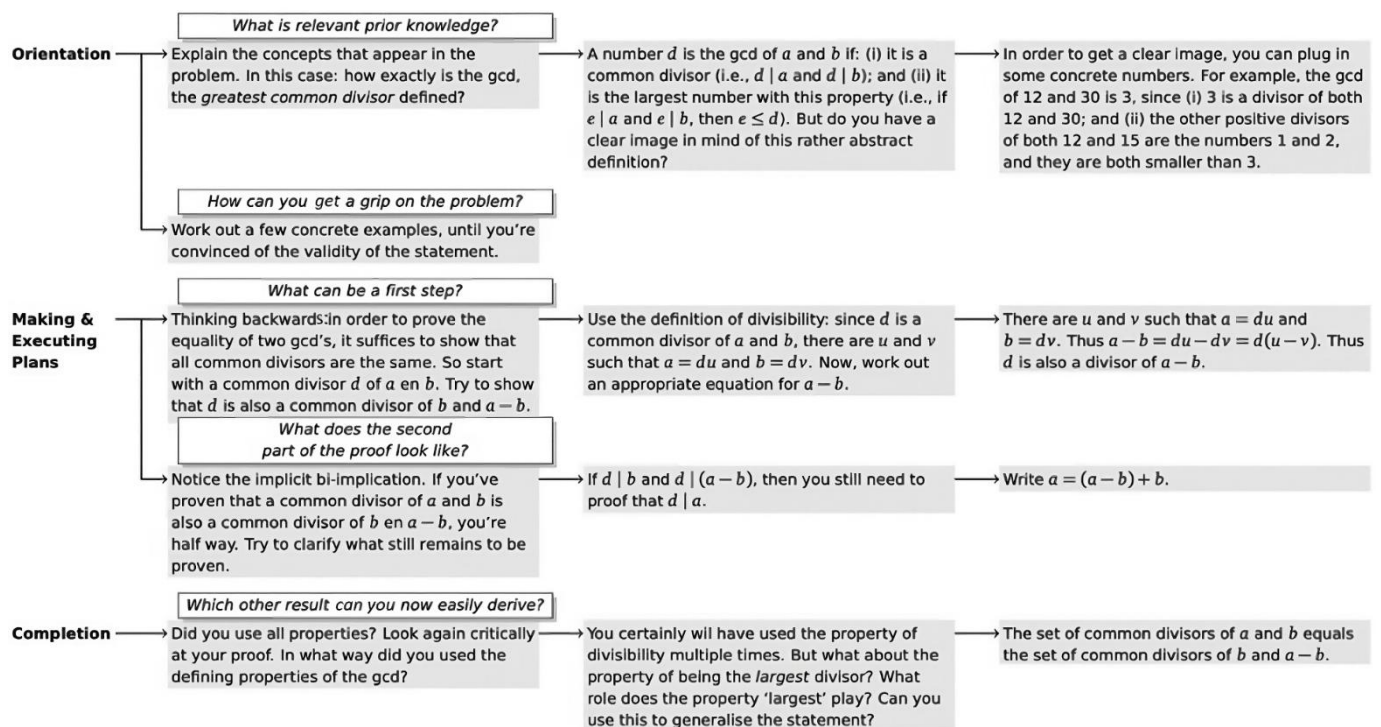 What is relevant prior knowledge?
Orientation
Explain the concepts that appear in the
problem. In this case: how exactly is the gcd,
the greatest common divisor defined?
A number d is the gcd of a and b if: (i) it is a
common divisor (i.e., d | a and d | b); and (ii) it
is the largest number with this property (i.e., if
e | a and e | b, then e ≤ d). But do you have a
clear image in mind of this rather abstract
definition?
In order to get a clear image, you can plug in
some concrete numbers. For example, the gcd
of 12 and 30 is 3, since (i) 3 is a divisor of both
12 and 30; and (ii) the other positive divisors
of both 12 and 15 are the numbers 1 and 2,
and they are both smaller than 3.
How can you get a grip on the problem?
Work out a few concrete examples, until you're
convinced of the validity of the statement.
What can be a first step?
Making &
Executing
Plans
Thinking backwards:in order to prove the
equality of two gcd's, it suffices to show that
all common divisors are the same. So start
with a common divisor d of a en b. Try to show
that d is also a common divisor of b and a − b.
Use the definition of divisibility: since d is a
common divisor of a and b, there are u and v
such that a = du and b = dv. Now, work out
an appropriate equation for a − b.
There are u and v such that a = du and
b = dv. Thus a − b = du − dv = d(u − v). Thus
d is also a divisor of a − b.
What does the second
part of the proof look like?
Notice the implicit bi-implication. If you've
proven that a common divisor of a and b is
also a common divisor of b en a − b, you're
half way. Try to clarify what still remains to be
proven.
If d | b and d | (a − b), then you still need to
proof that d | a.
Write a = (a − b) + b.
Which other result can you now easily derive?
Completion
Did you use all properties? Look again critically
at your proof. In what way did you used the
defining properties of the gcd?
You certainly wil have used the property of
divisibility multiple times. But what about the
property of being the largest divisor? What
role does the property 'largest' play? Can you
use this to generalise the statement?
The set of common divisors of a and b equals
the set of common divisors of b and a − b.